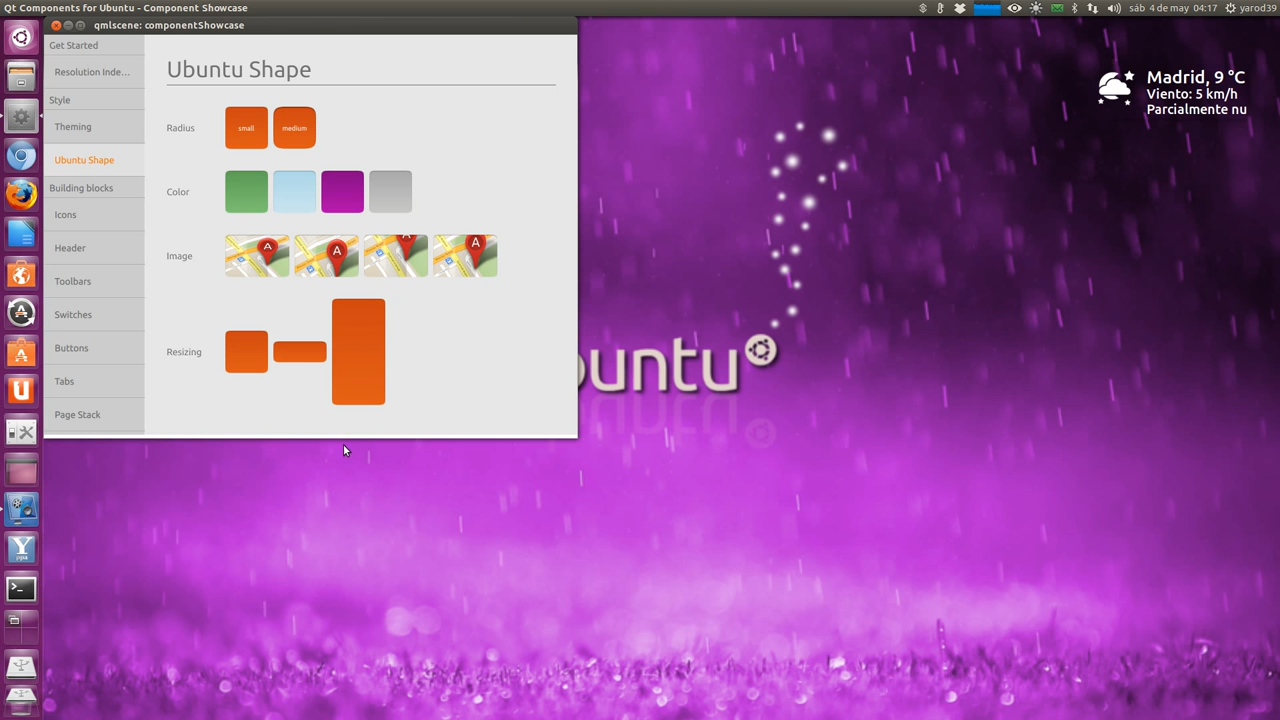 Qt Components for Ubuntu - Component Showcase
sáb 4 de may 04:17
yarod39
qmlscene: componentShowcase
Get Started
Resolution Inde...
Style
Theming
Ubuntu Shape
Building blocks
Icons
Header
Toolbars
Switches
Buttons
Tabs
Page Stack
Ubuntu Shape
Radius
small
medium
Color
Image
A
A
A
A
Resizing
Madrid, 9 °C
Viento: 5 km/h
Parcialmente nu
buntu